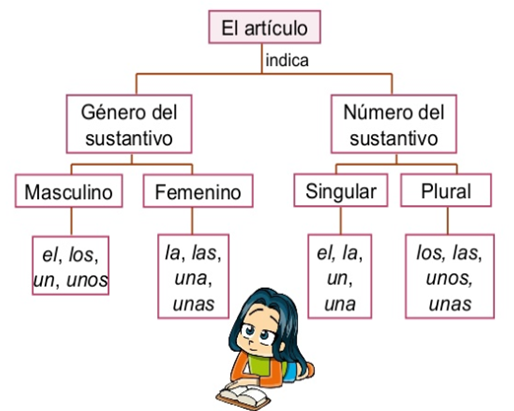 El artículo
indica
Género del
sustantivo
Número del
sustantivo
Masculino
Femenino
Singular
Plural
el, los,
un, unos
la, las,
una,
unas
el, la,
un,
una
los, las,
unos,
unas